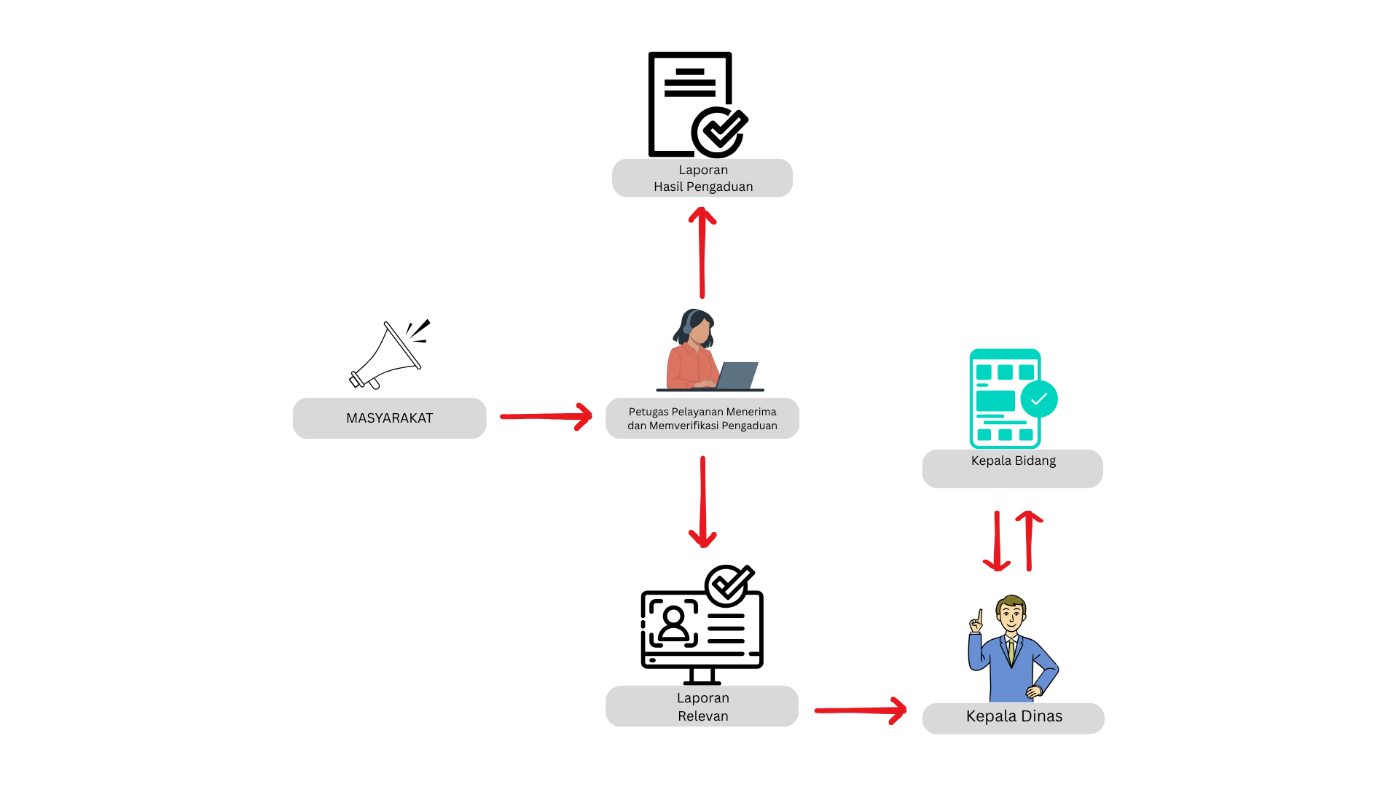 Laporan
Hasil Pengaduan
MASYARAKAT
Petugas Pelayanan Menerima
dan Memverifikasi Pengaduan
Kepala Bidang
Laporan
Relevan
Kepala Dinas